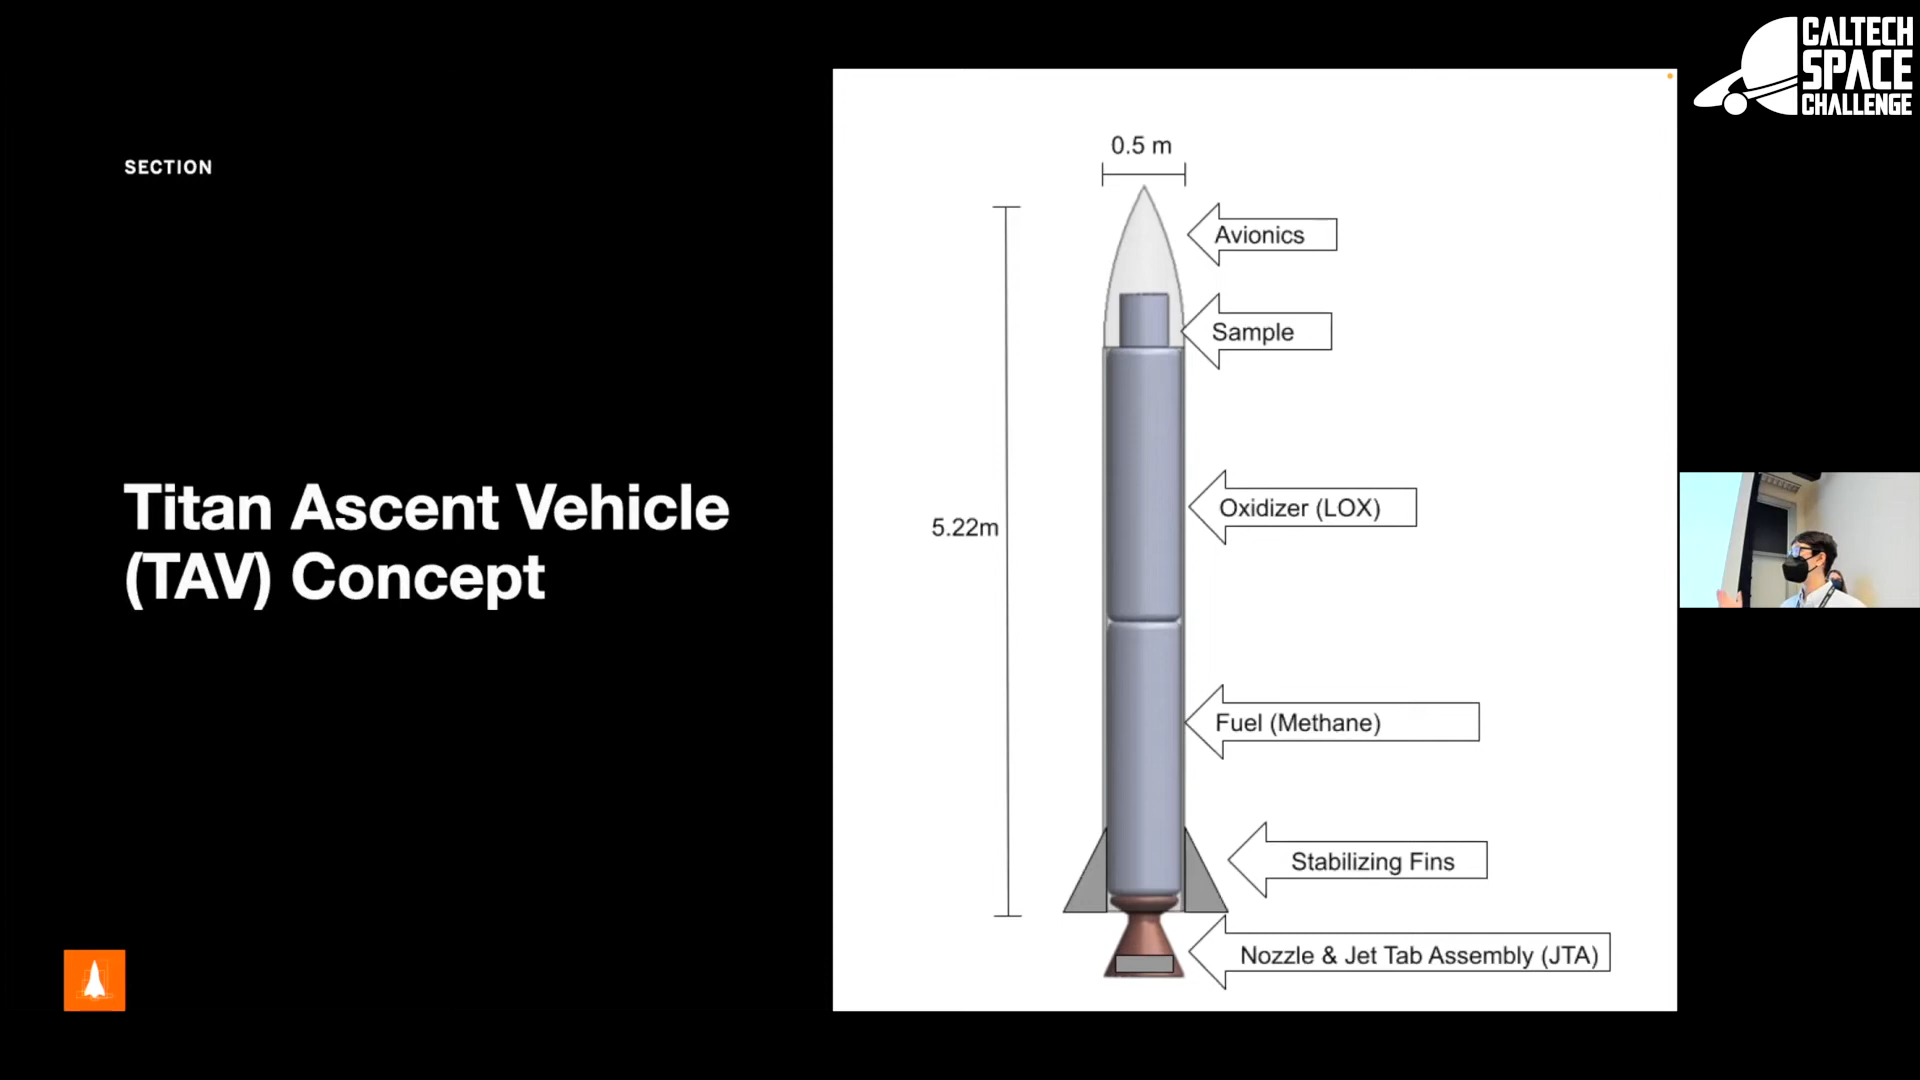 CALTECH
SPACE
CHALLENGE
SECTION
Titan Ascent Vehicle
(TAV) Concept
0.5 m
5.22m
Avionics
Sample
Oxidizer (LOX)
Fuel (Methane)
Stabilizing Fins
Nozzle & Jet Tab Assembly (JTA)